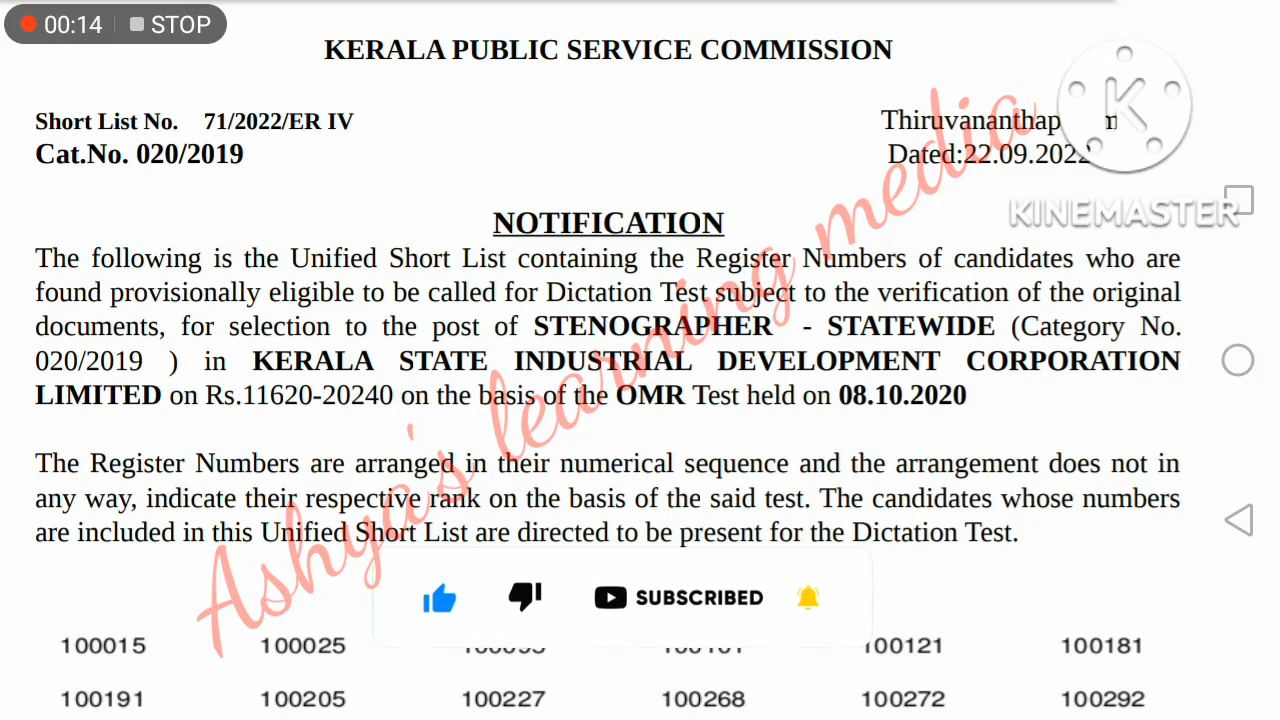 00:14 STOP
KERALA PUBLIC SERVICE COMMISSION
Short List No. 71/2022/ER IV
Cat.No. 020/2019
Dated:22.09.2022
KINEMASTER
NOTIFICATION
The following is the Unified Short List containing the Register Numbers of candidates who are
found provisionally eligible to be called for Dictation Test subject to the verification of the original
documents, for selection to the post of STENOGRAPHER - STATEWIDE (Category No.
020/2019 ) in KERALA STATE INDUSTRIAL DEVELOPMENT CORPORATION
LIMITED on Rs.11620-20240 on the basis of the OMR Test held on 08.10.2020
The Register Numbers are arranged in their numerical sequence and the arrangement does not in
any way, indicate their respective rank on the basis of the said test. The candidates whose numbers
are included in this Unified Short List are directed to be present for the Dictation Test.
Ashya's learning media
SUBSCRIBED
100015 100025 100121 100181
100191 100205 100227 100268 100272 100292